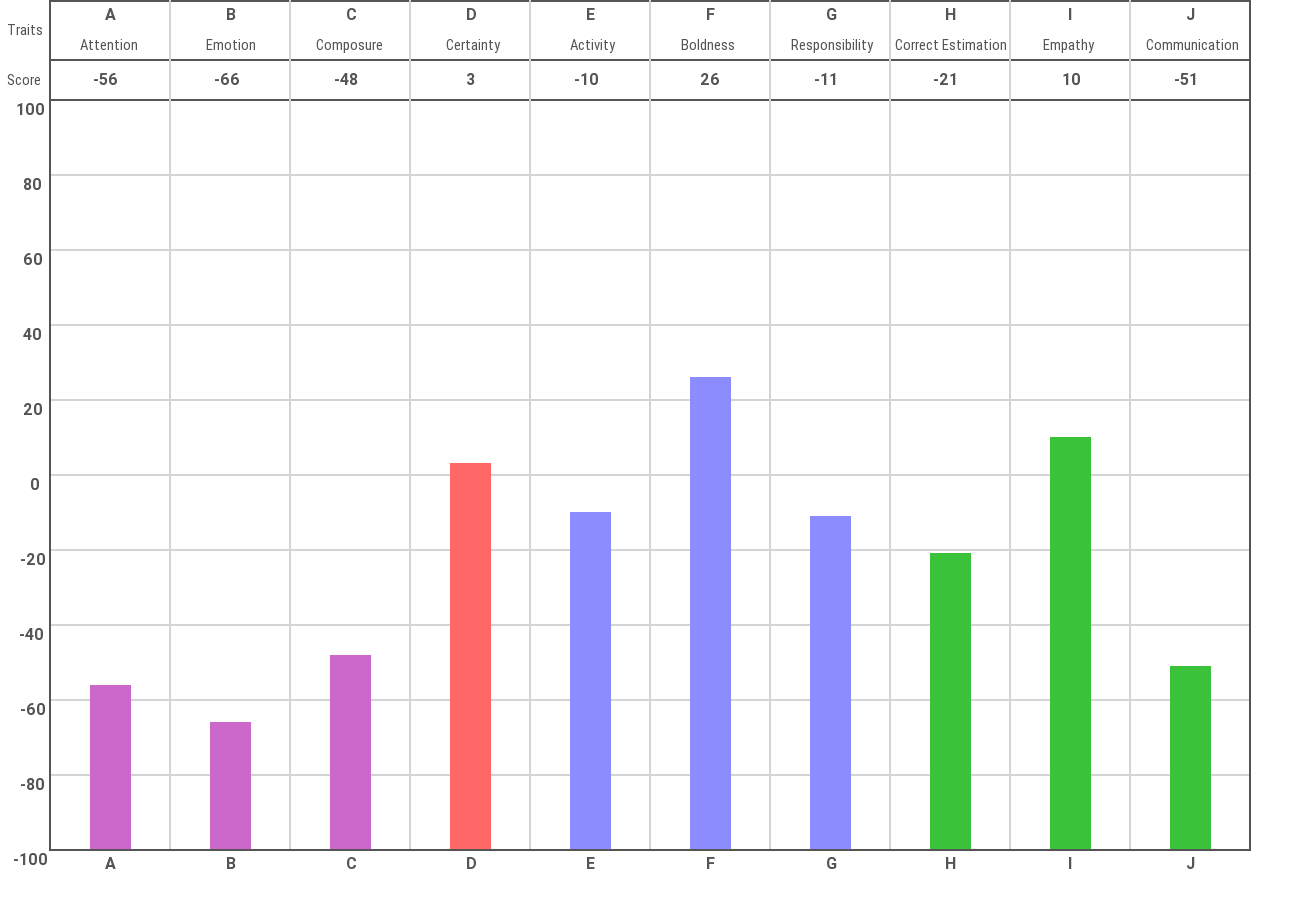 Traits A B C D E F G H I J
Attention Emotion Composure Certainty Activity Boldness Responsibility Correct Estimation Empathy Communication
Score -56 -66 -48 3 -10 26 -11 -21 10 -51
100
80
60
40
20
0
-20
-40
-60
-80
-100
A B C D E F G H I J